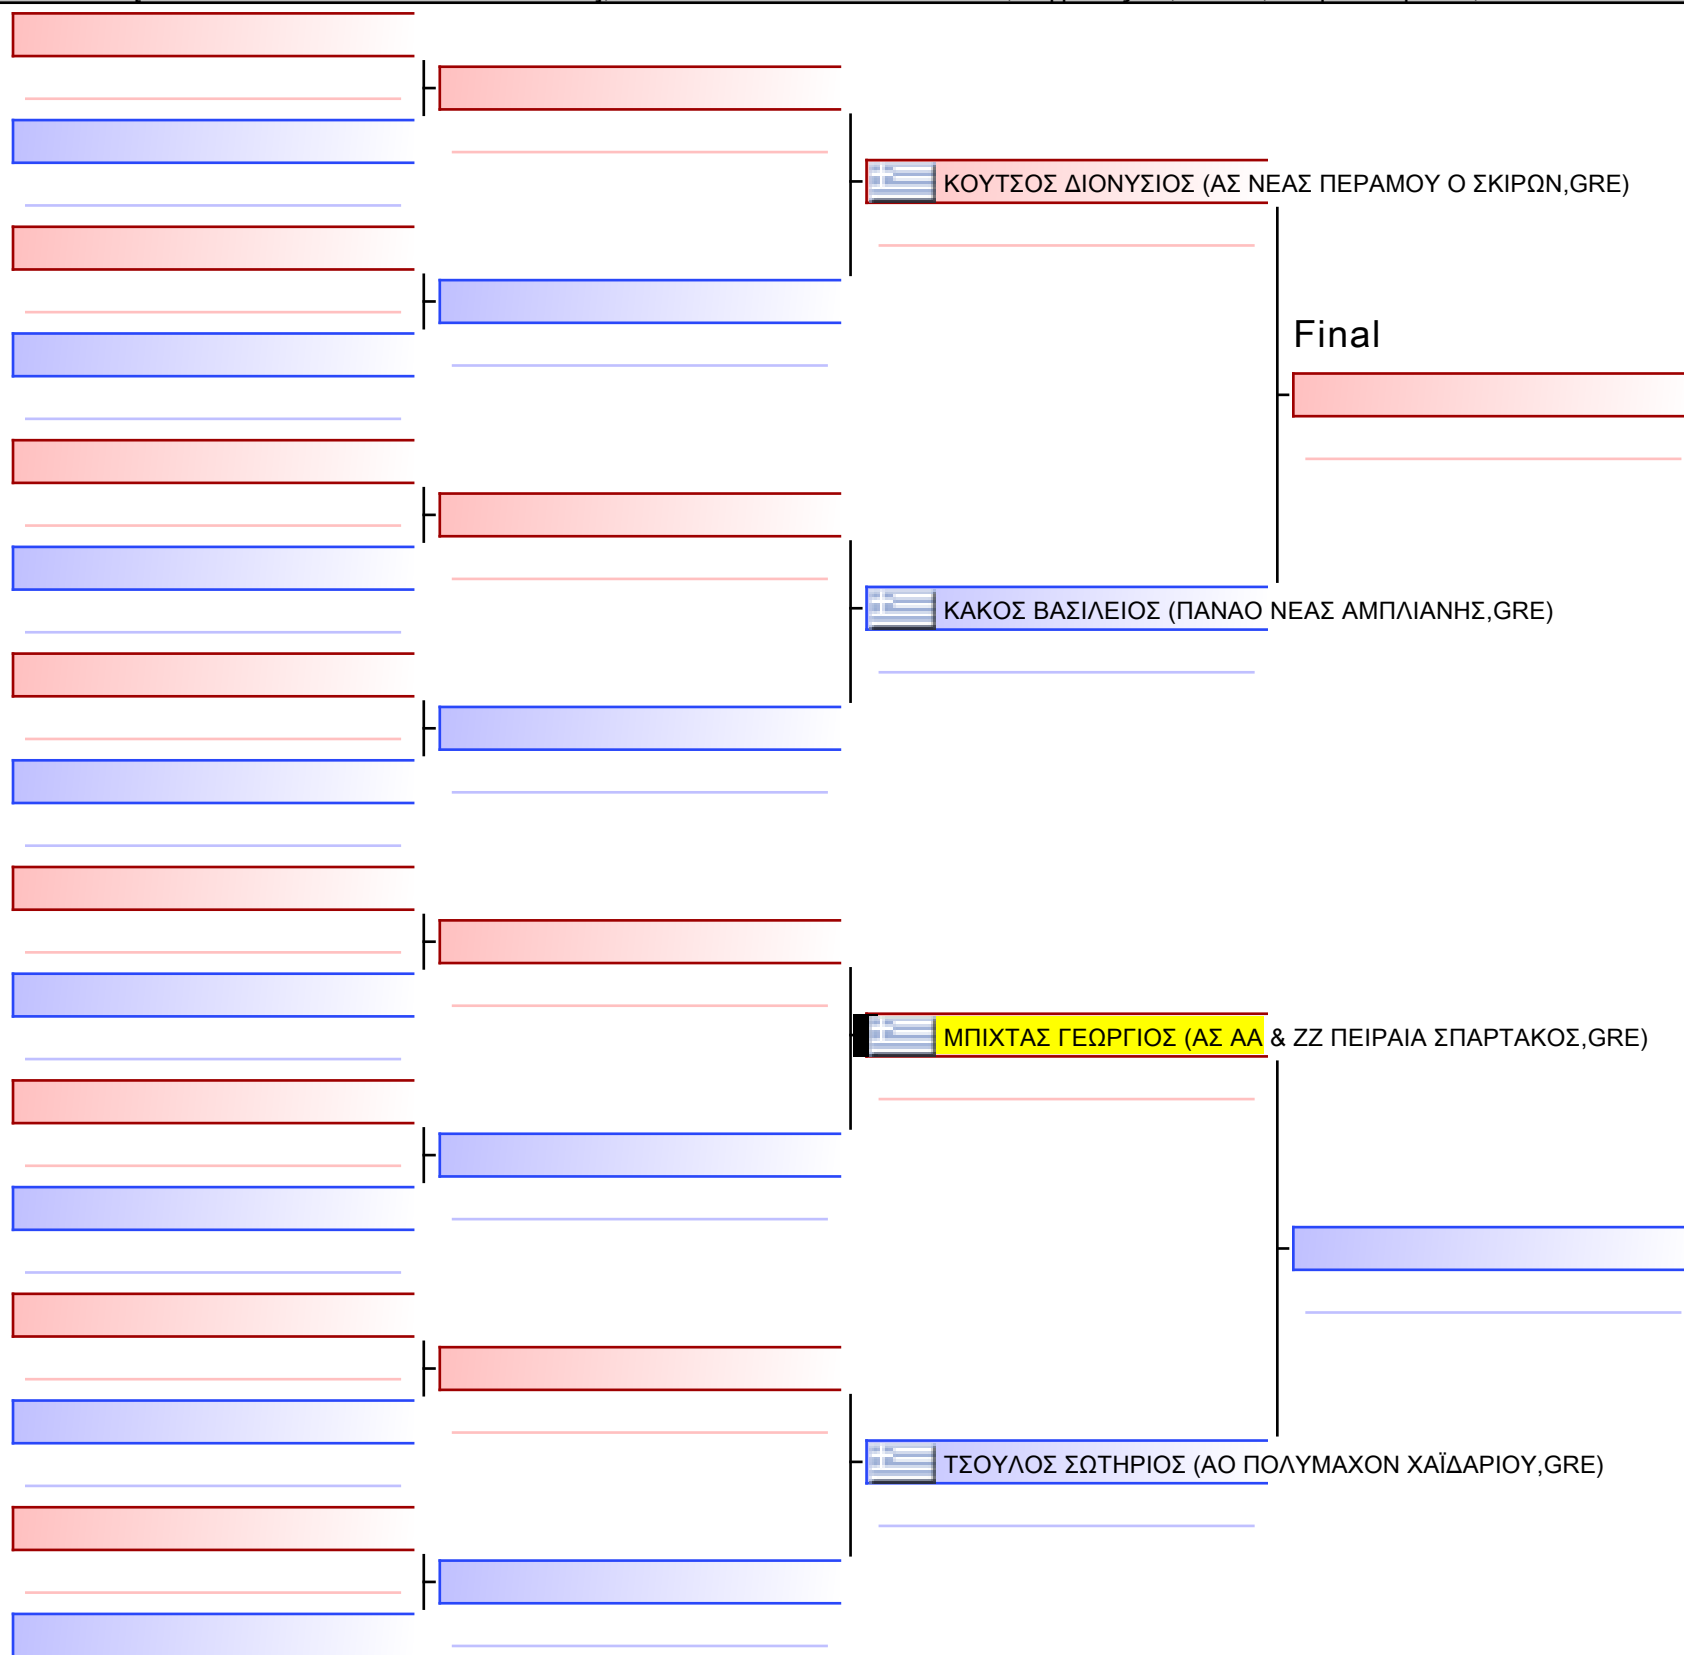 ΚΟΥΤΣΟΣ ΔΙΟΝΥΣΙΟΣ (ΑΣ ΝΕΑΣ ΠΕΡΑΜΟΥ Ο ΣΚΙΡΩΝ,GRE)
Final
ΚΑΚΟΣ ΒΑΣΙΛΕΙΟΣ (ΠΑΝΑΟ ΝΕΑΣ ΑΜΠΛΙΑΝΗΣ,GRE)
ΜΠΙΧΤΑΣ ΓΕΩΡΓΙΟΣ (ΑΣ ΑΑ & ΖΖ ΠΕΙΡΑΙΑ ΣΠΑΡΤΑΚΟΣ,GRE)
ΤΣΟΥΛΟΣ ΣΩΤΗΡΙΟΣ (ΑΟ ΠΟΛΥΜΑΧΟΝ ΧΑΪΔΑΡΙΟΥ,GRE)